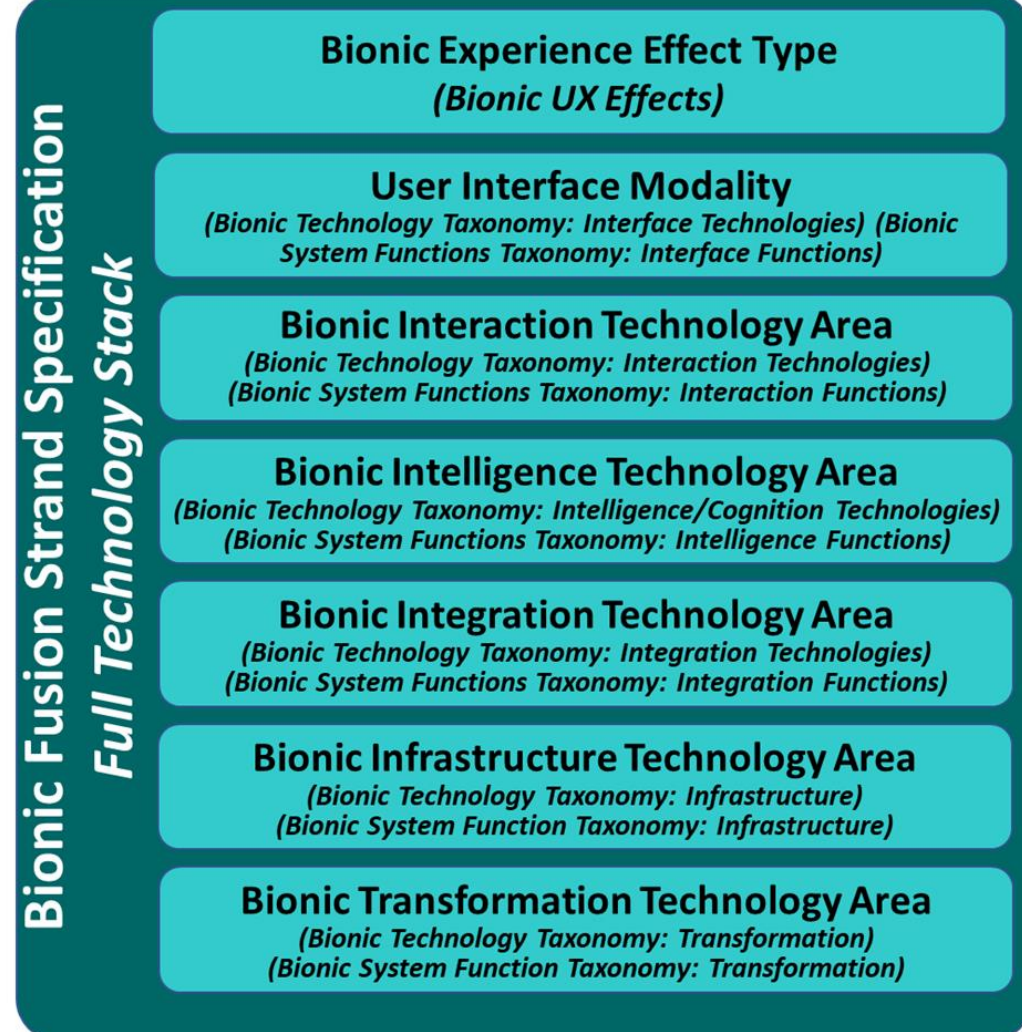 Bionic Fusion Strand Specification
Full Technology Stack
Bionic Experience Effect Type
(Bionic UX Effects)
User Interface Modality
(Bionic Technology Taxonomy: Interface Technologies) (Bionic
System Functions Taxonomy: Interface Functions)
Bionic Interaction Technology Area
(Bionic Technology Taxonomy: Interaction Technologies)
(Bionic System Functions Taxonomy: Interaction Functions)
Bionic Intelligence Technology Area
(Bionic Technology Taxonomy: Intelligence/Cognition Technologies)
(Bionic System Functions Taxonomy: Intelligence Functions)
Bionic Integration Technology Area
(Bionic Technology Taxonomy: Integration Technologies)
(Bionic System Functions Taxonomy: Integration Functions)
Bionic Infrastructure Technology Area
(Bionic Technology Taxonomy: Infrastructure)
(Bionic System Function Taxonomy: Infrastructure)
Bionic Transformation Technology Area
(Bionic Technology Taxonomy: Transformation)
(Bionic System Function Taxonomy: Transformation)